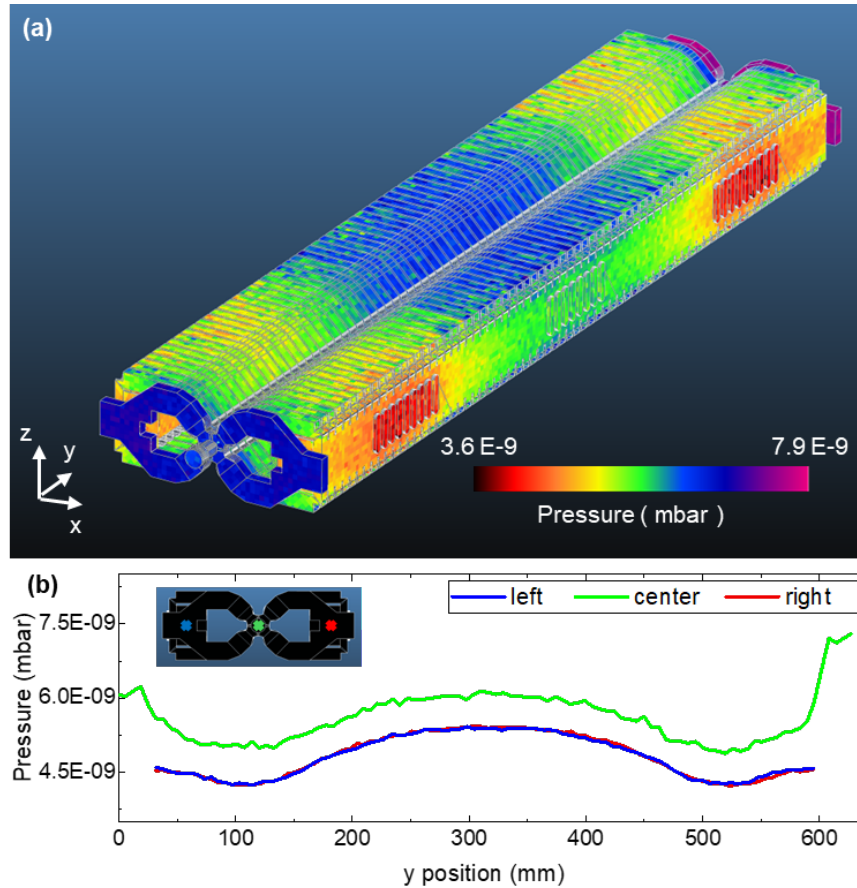 (a)
z
y
x
3.6 E-9
7.9 E-9
Pressure ( mbar )
(b)
left
center
right
7.5E-09
6.0E-09
4.5E-09
Pressure (mbar)
0
100
200
300
400
500
600
y position (mm)